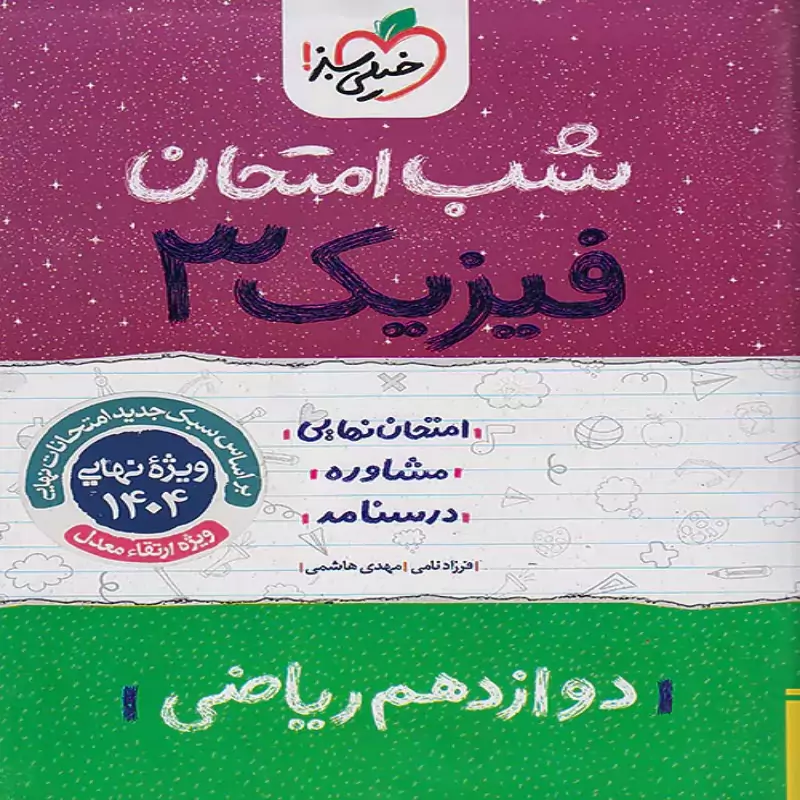 خیلی سبز!
شب امتحان
فیزیک ۳
امتحان نهایی
مشاوره
درسنامه
فرزاد نامی | مهدی هاشمی
بر اساس سبک جدید امتحانات نهایی
ویژهٔ نهایی
۱۴۰۴
ویژه ارتقاء معدل
دوازدهم ریاضی